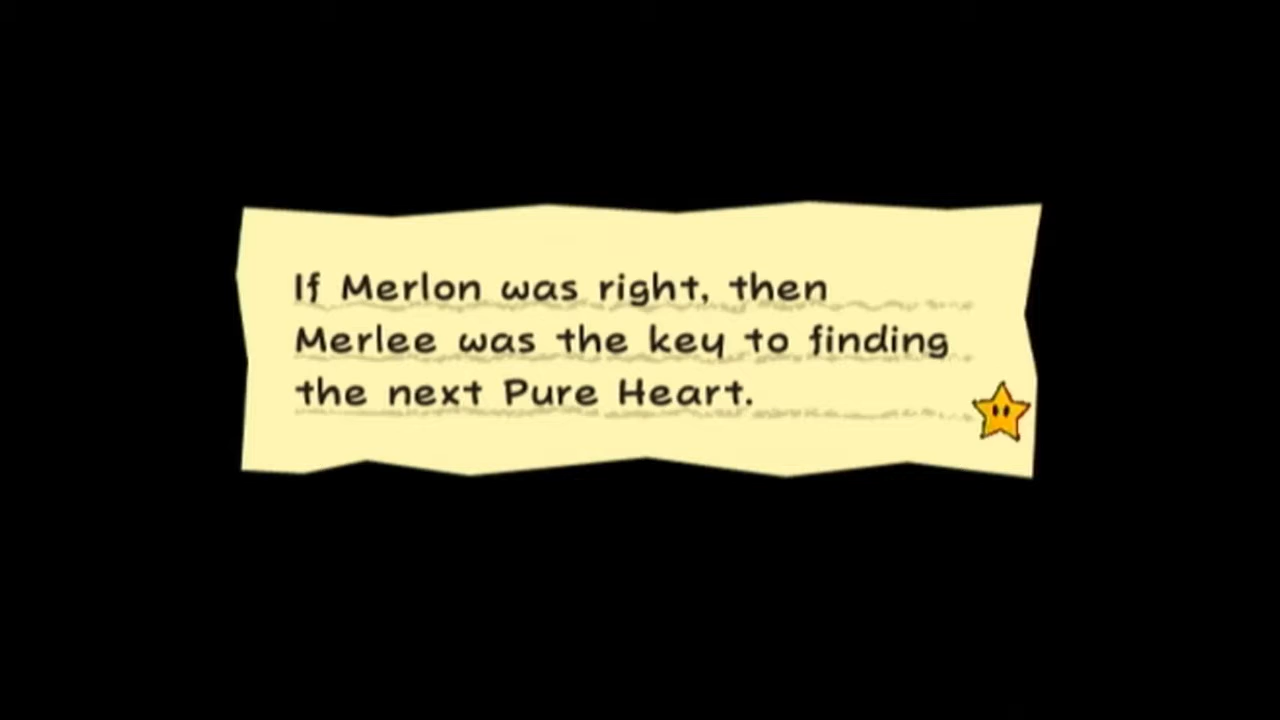 If Merlon was right, then
Merlee was the key to finding
the next Pure Heart.